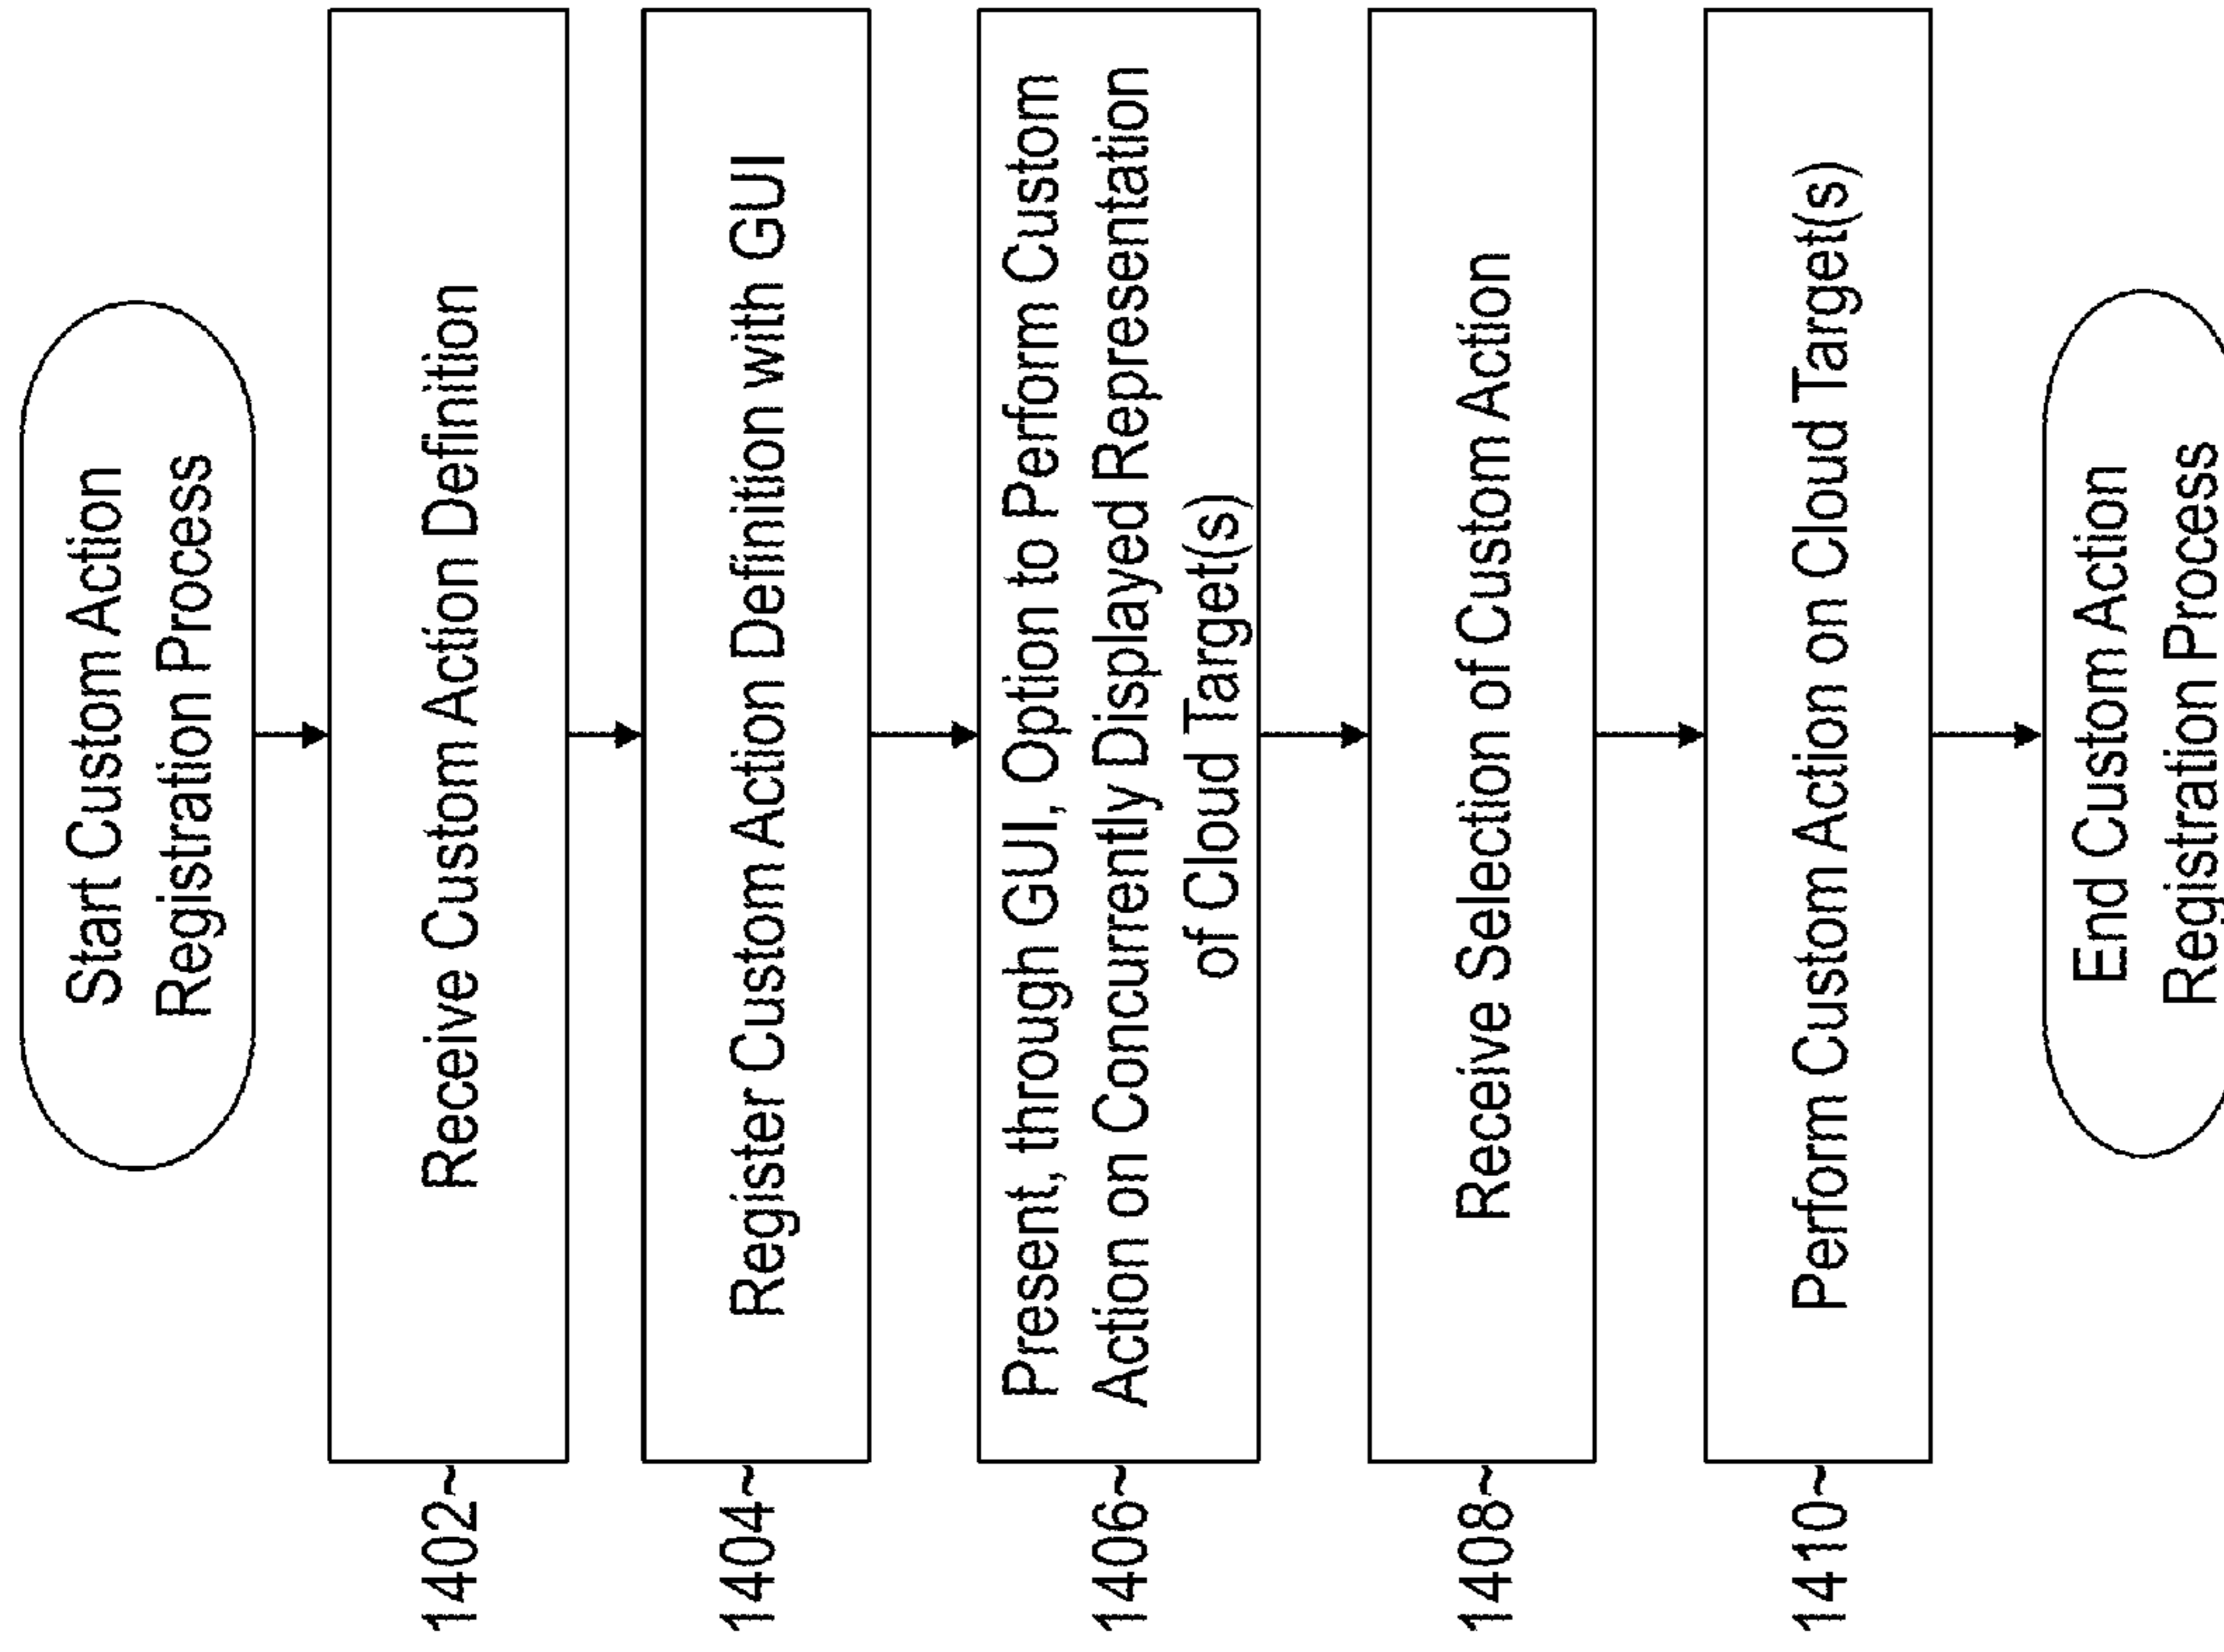 Start Custom Action
Registration Process
1402~
Receive Custom Action Definition
1404~
Register Custom Action Definition with GUI
1406~
Present, through GUI, Option to Perform Custom
Action on Concurrently Displayed Representation
of Cloud Target(s)
1408~
Receive Selection of Custom Action
1410~
Perform Custom Action on Cloud Target(s)
End Custom Action
Registration Process